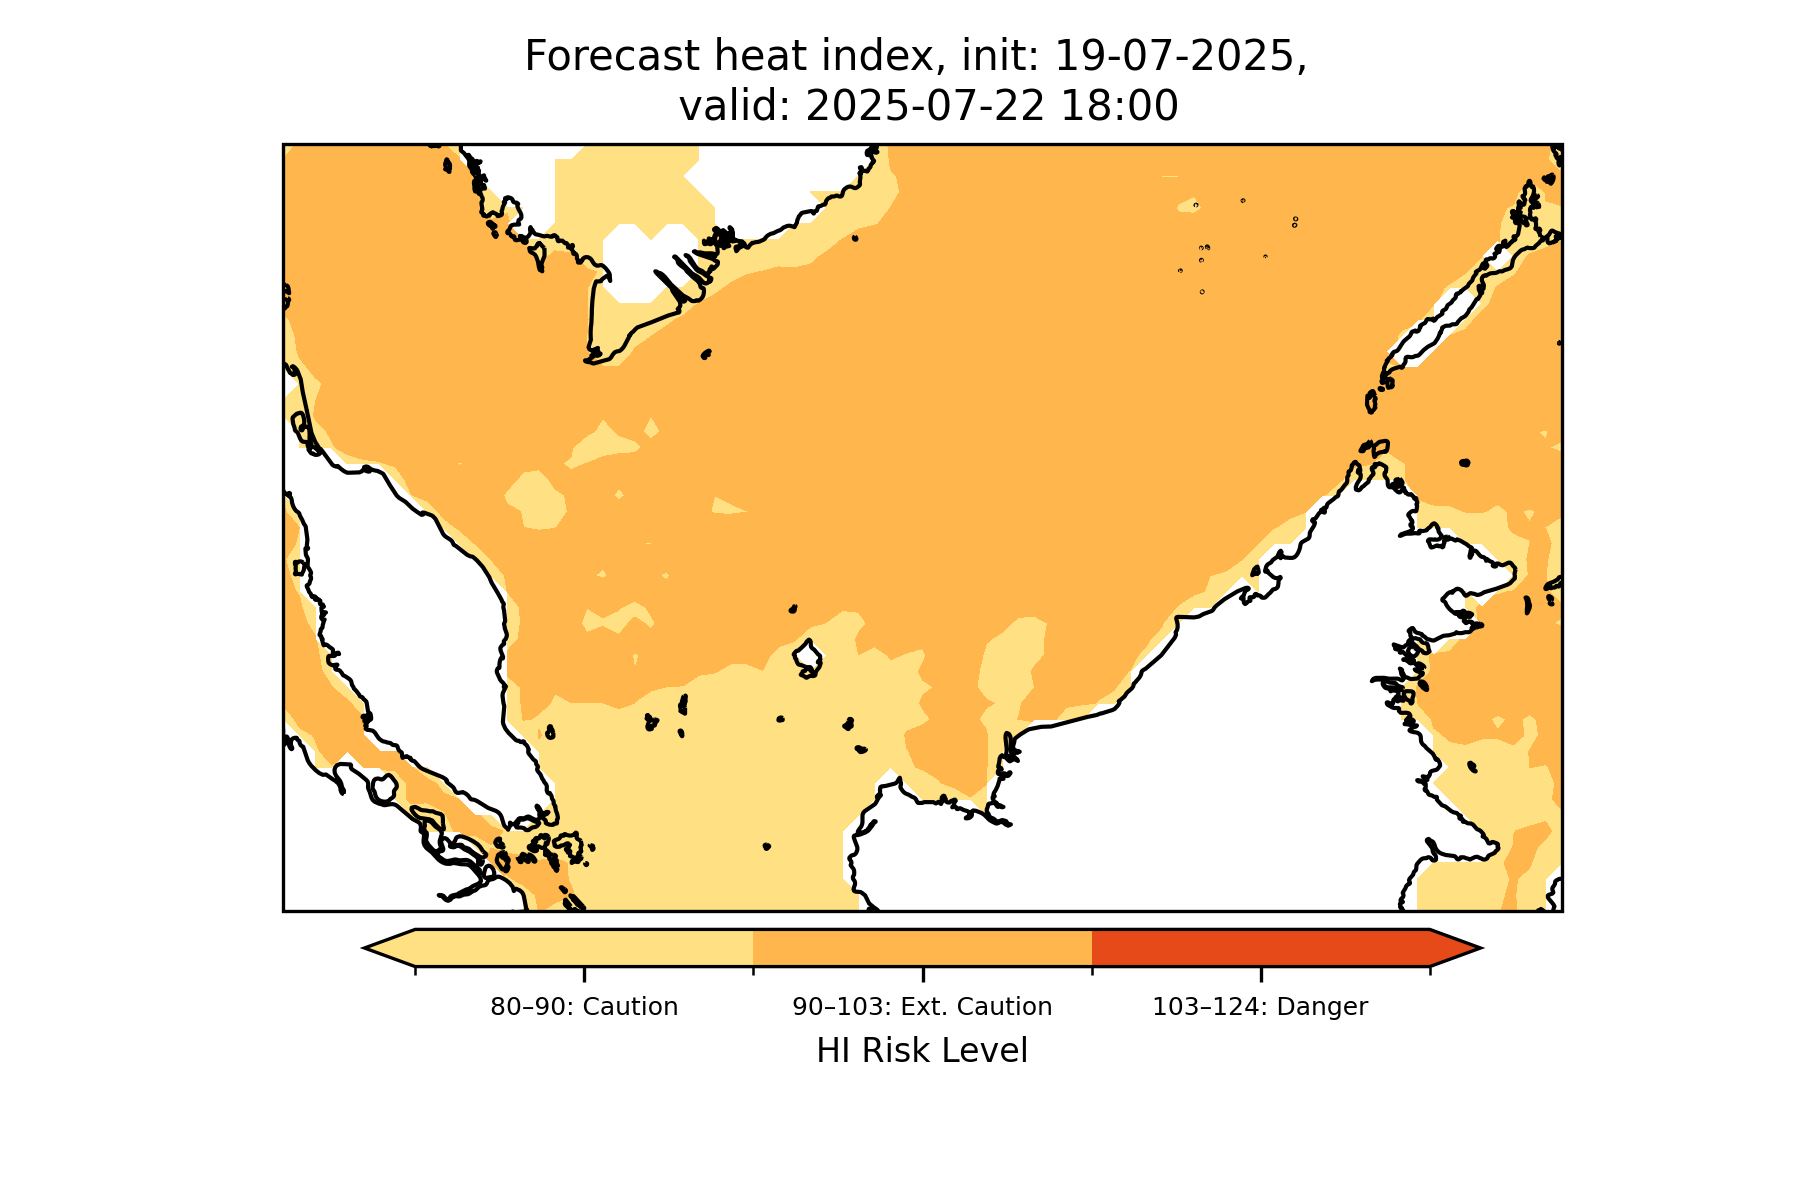 Forecast heat index, init: 19-07-2025,
valid: 2025-07-22 18:00
80–90: Caution
90–103: Ext. Caution
103–124: Danger
HI Risk Level